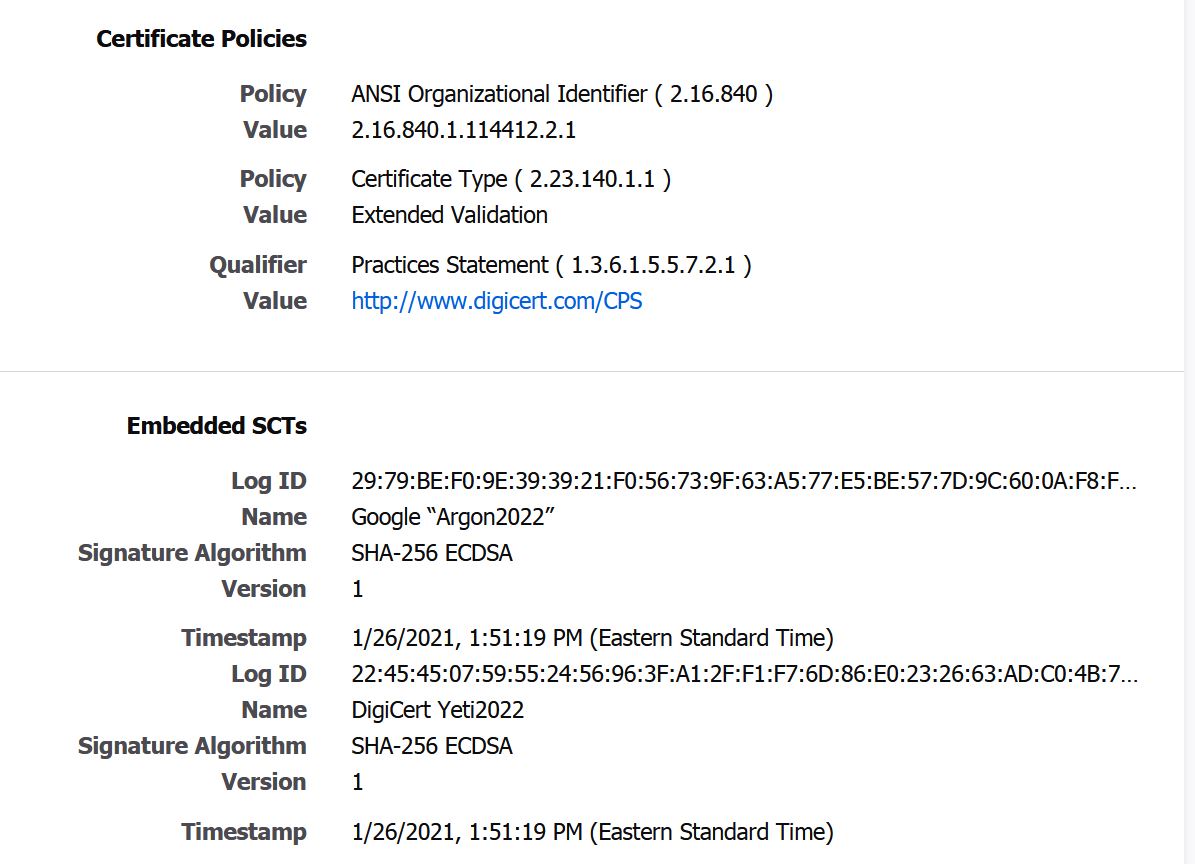 Certificate Policies
Policy ANSI Organizational Identifier ( 2.16.840 )
Value 2.16.840.1.114412.2.1
Policy Certificate Type ( 2.23.140.1.1 )
Value Extended Validation
Qualifier Practices Statement ( 1.3.6.1.5.5.7.2.1 )
Value http://www.digicert.com/CPS
Embedded SCTs
Log ID 29:79:BE:F0:9E:39:39:21:F0:56:73:9F:63:A5:77:E5:BE:57:7D:9C:60:0A:F8:F…
Name Google “Argon2022”
Signature Algorithm SHA-256 ECDSA
Version 1
Timestamp 1/26/2021, 1:51:19 PM (Eastern Standard Time)
Log ID 22:45:45:07:59:55:24:56:96:3F:A1:2F:F1:F7:6D:86:E0:23:26:63:AD:C0:4B:7…
Name DigiCert Yeti2022
Signature Algorithm SHA-256 ECDSA
Version 1
Timestamp 1/26/2021, 1:51:19 PM (Eastern Standard Time)